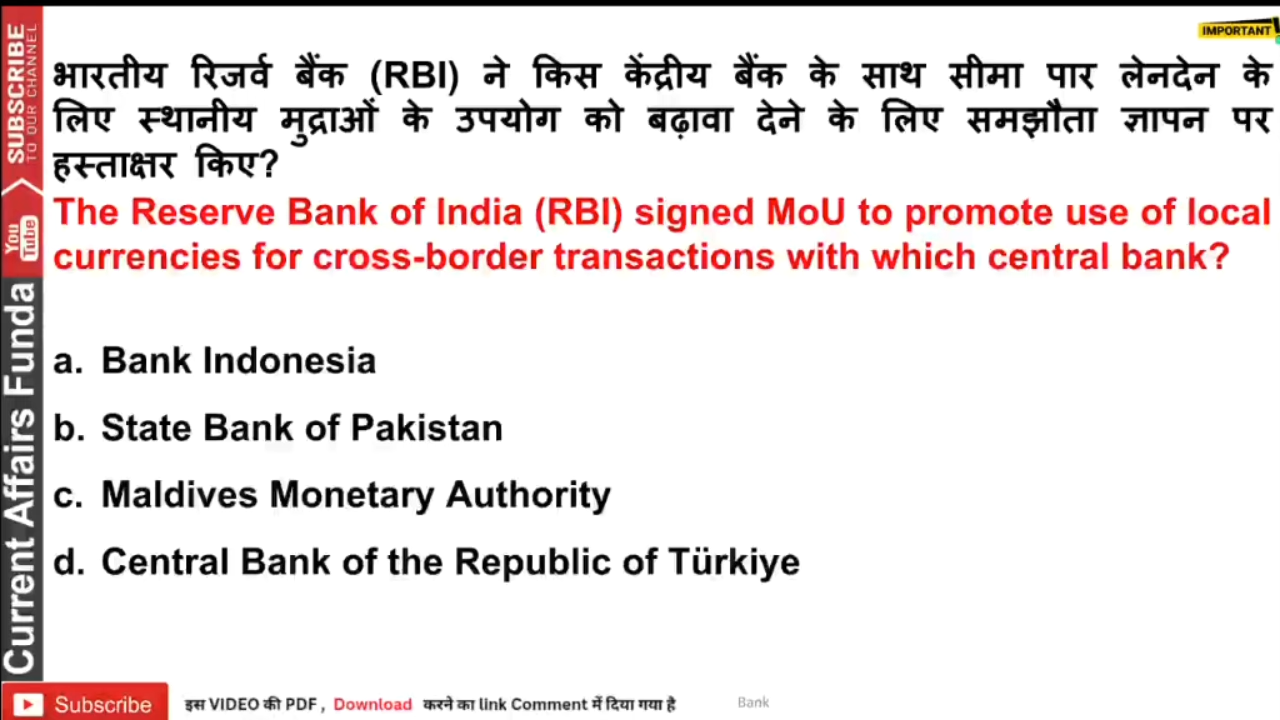 IMPORTANT
भारतीय रिजर्व बैंक (RBI) ने किस केंद्रीय बैंक के साथ सीमा पार लेनदेन के
लिए स्थानीय मुद्राओं के उपयोग को बढ़ावा देने के लिए समझौता ज्ञापन पर
हस्ताक्षर किए?
The Reserve Bank of India (RBI) signed MoU to promote use of local
currencies for cross-border transactions with which central bank?
a. Bank Indonesia
b. State Bank of Pakistan
c. Maldives Monetary Authority
d. Central Bank of the Republic of Türkiye
SUBSCRIBE
TO OUR CHANNEL
You Tube
Current Affairs Funda
Subscribe
इस VIDEO की PDF, Download करने का link Comment में दिया गया है
Bank